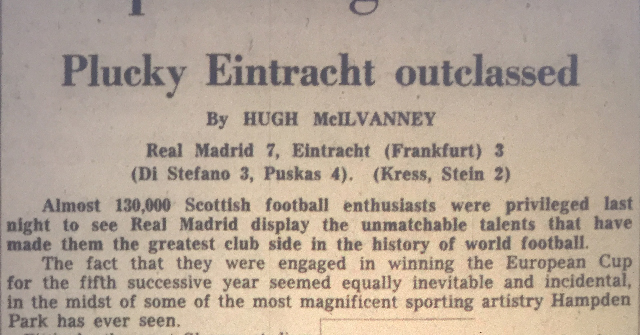 Plucky Eintracht outclassed
By HUGH McILVANNEY
Real Madrid 7, Eintracht (Frankfurt) 3
(Di Stefano 3, Puskas 4). (Kress, Stein 2)
Almost 130,000 Scottish football enthusiasts were privileged last
night to see Real Madrid display the unmatchable talents that have
made them the greatest club side in the history of world football.
The fact that they were engaged in winning the European Cup
for the fifth successive year seemed equally inevitable and incidental,
in the midst of some of the most magnificent sporting artistry Hampden
Park has ever seen.